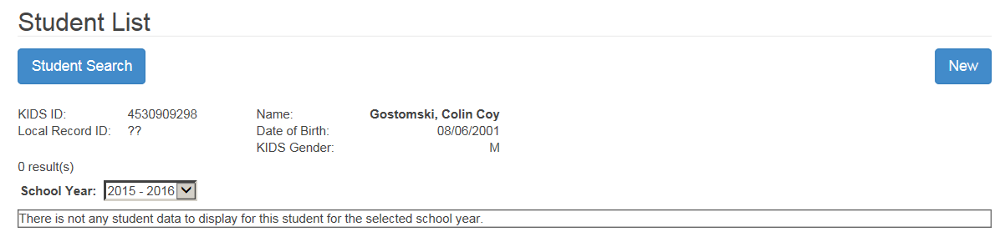 Student List
Student Search New
KIDS ID: 4530909298 Name: Gostomski, Colin Coy
Local Record ID: ?? Date of Birth: 08/06/2001
KIDS Gender: M
0 result(s)
School Year: 2015 - 2016
There is not any student data to display for this student for the selected school year.